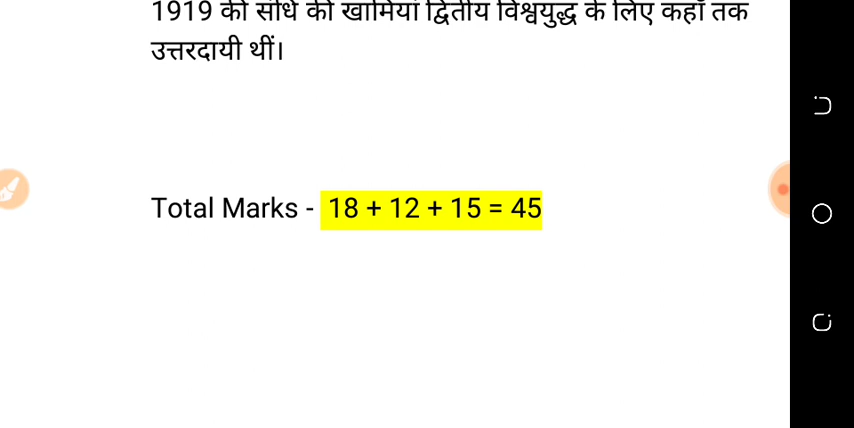 1919 की संधि की खामियां द्वितीय विश्वयुद्ध के लिए कहाँ तक
उत्तरदायी थीं।
Total Marks - 18 + 12 + 15 = 45